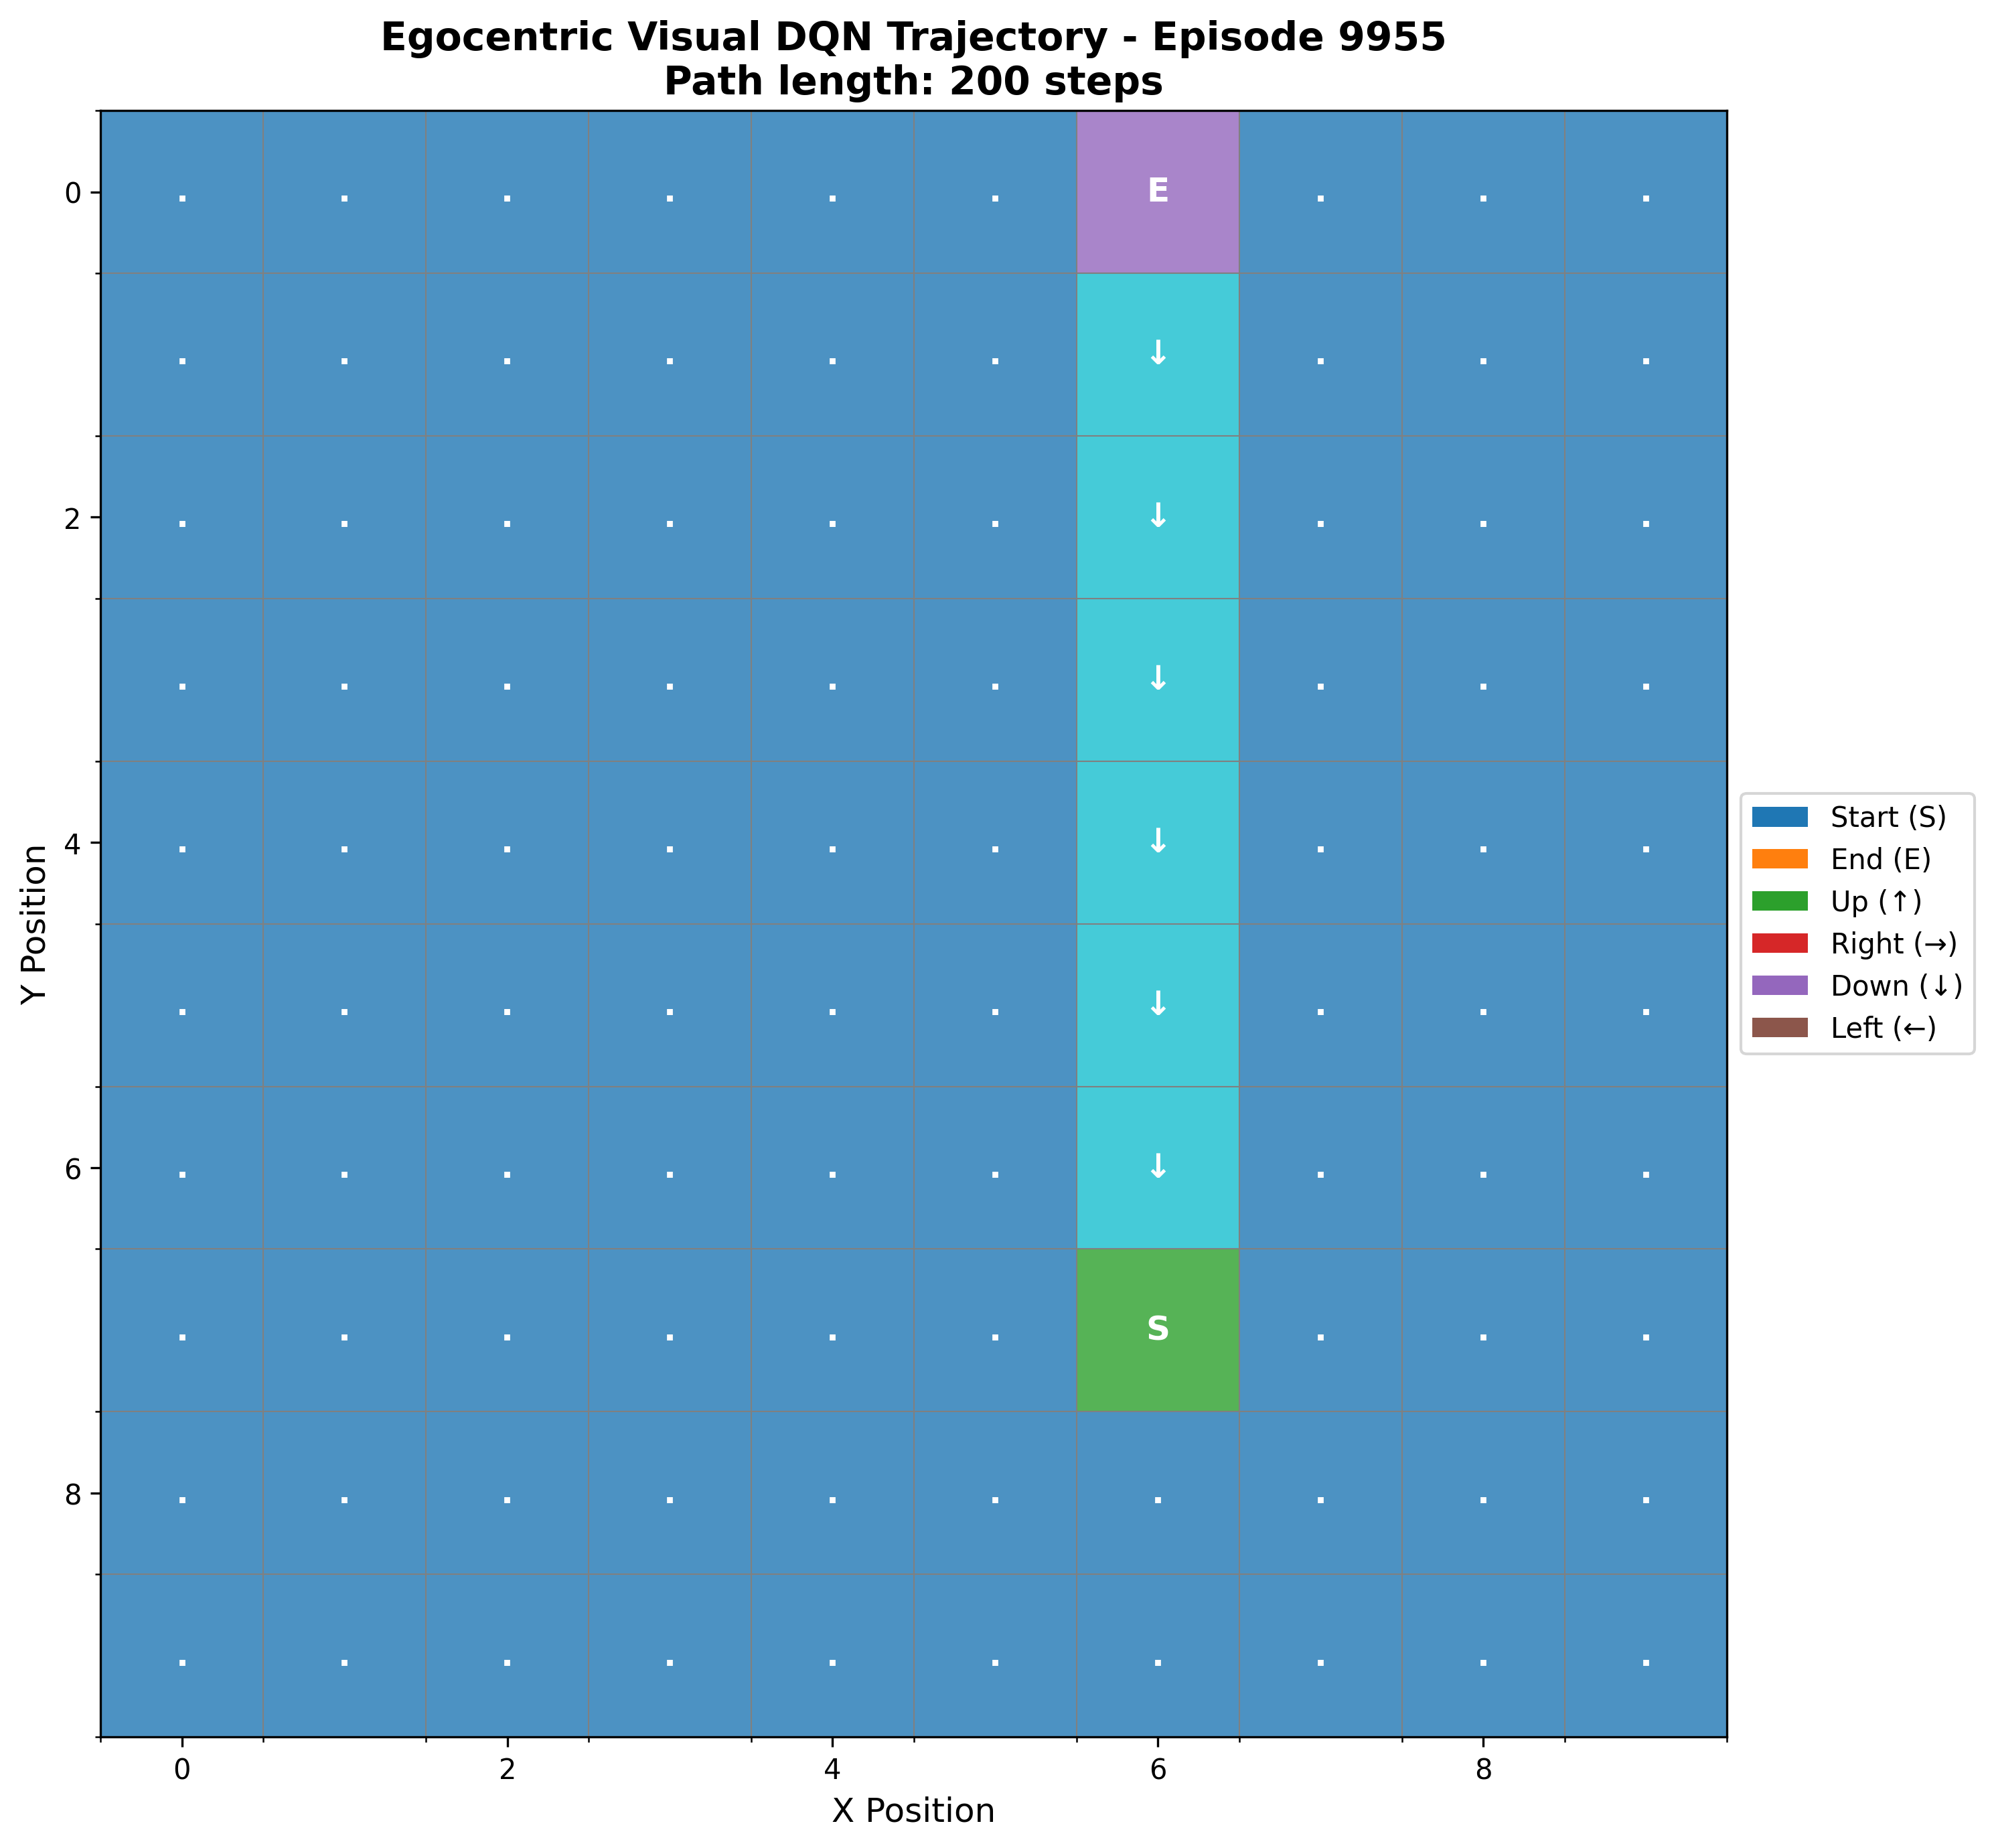 Egocentric Visual DQN Trajectory - Episode 9955
Path length: 200 steps
Y Position
0
2
4
6
8
E
↓
↓
↓
↓
↓
↓
S
0 2 4 6 8
X Position
Start (S)
End (E)
Up (↑)
Right (→)
Down (↓)
Left (←)